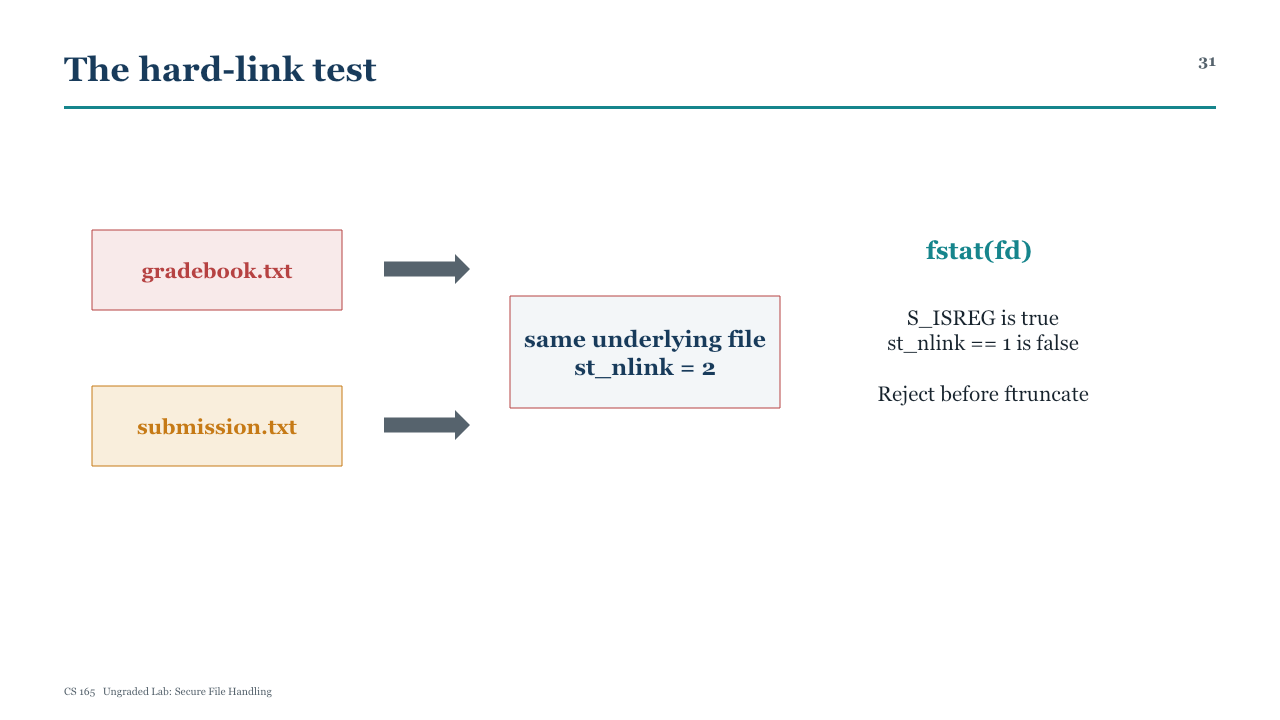 The hard-link test
31
gradebook.txt
submission.txt
same underlying file
st_nlink = 2
fstat(fd)
S_ISREG is true
st_nlink == 1 is false
Reject before ftruncate
CS 165 Ungraded Lab: Secure File Handling